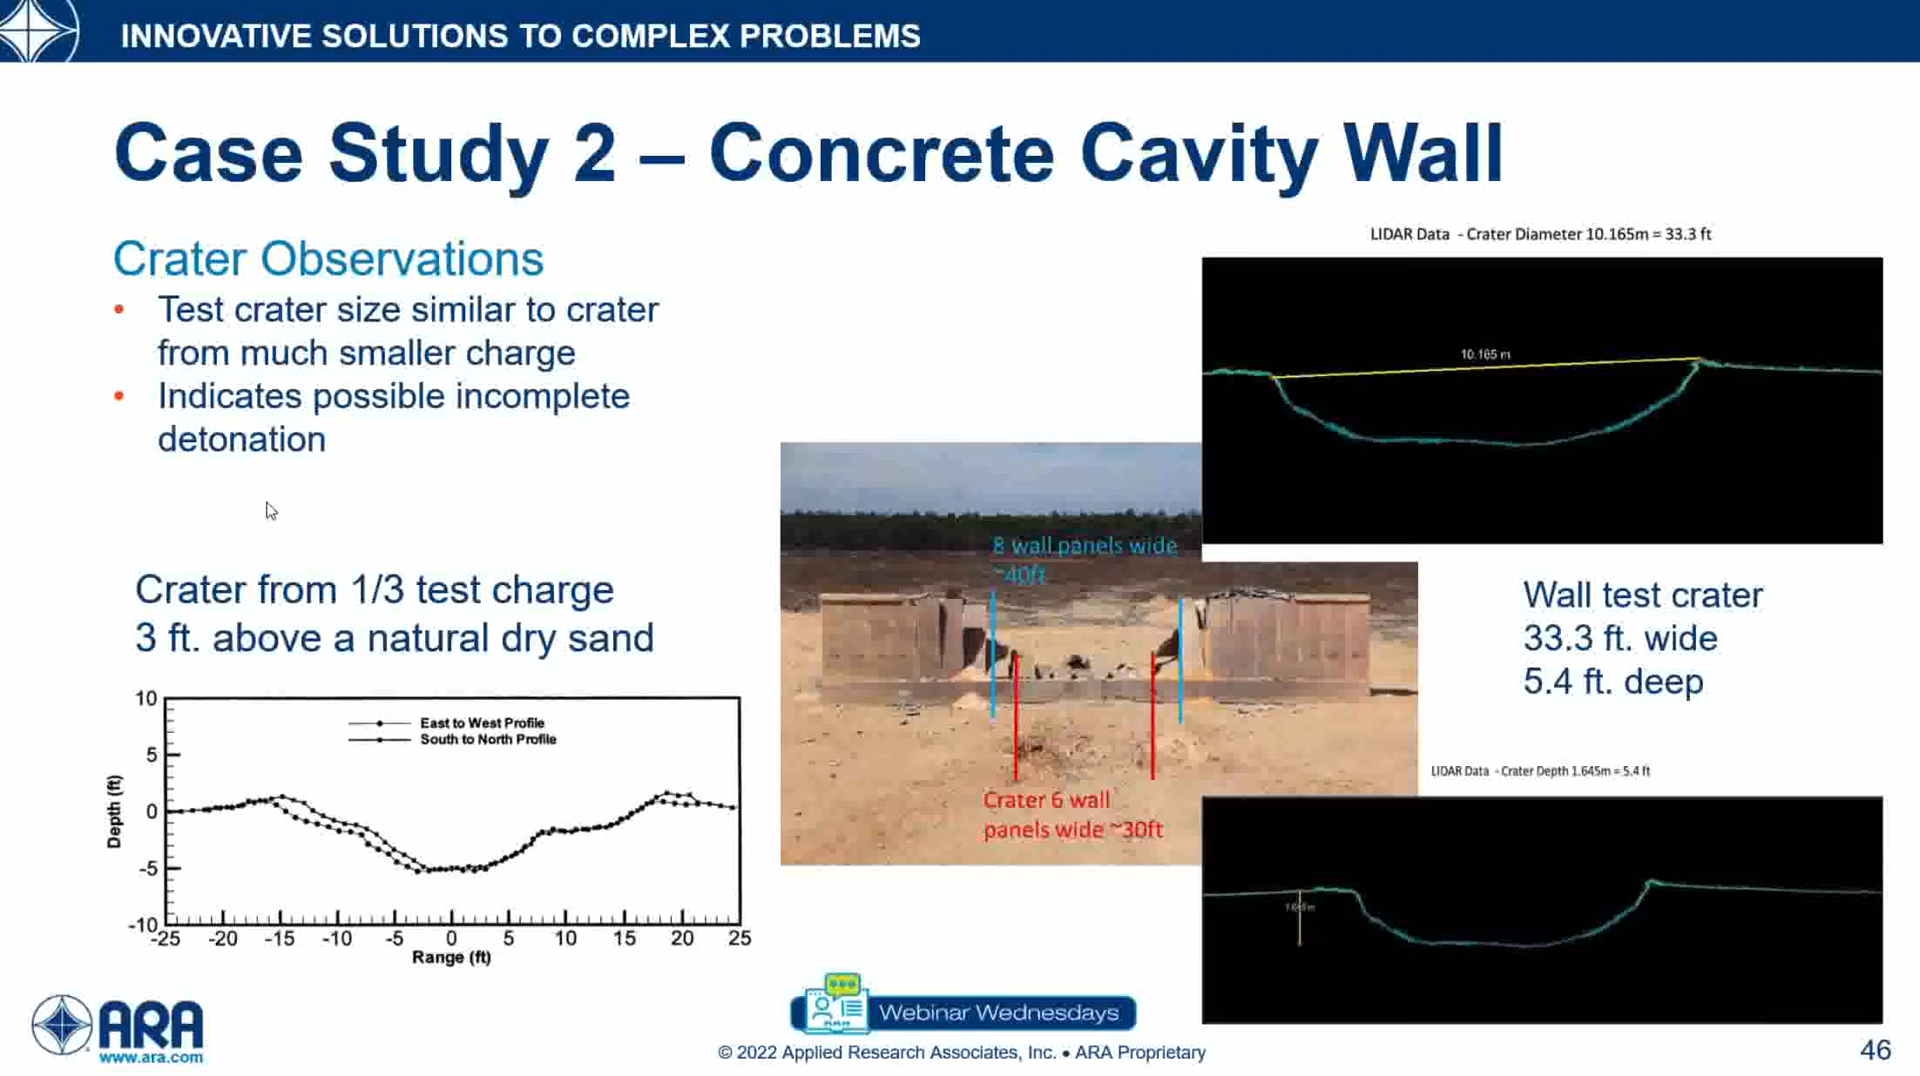 INNOVATIVE SOLUTIONS TO COMPLEX PROBLEMS
Case Study 2 – Concrete Cavity Wall
Crater Observations
• Test crater size similar to crater
from much smaller charge
• Indicates possible incomplete
detonation
Crater from 1/3 test charge
3 ft. above a natural dry sand
10
5
0
-5
-10
Depth (ft)
East to West Profile
South to North Profile
-25 -20 -15 -10 -5 0 5 10 15 20 25
Range (ft)
8 wall panels wide
~40ft
Crater 6 wall
panels wide ~30ft
LIDAR Data - Crater Diameter 10.165m = 33.3 ft
10.165 m
Wall test crater
33.3 ft. wide
5.4 ft. deep
LIDAR Data - Crater Depth 1.645m = 5.4 ft
ARA
www.ara.com
Webinar Wednesdays
© 2022 Applied Research Associates, Inc. • ARA Proprietary
46